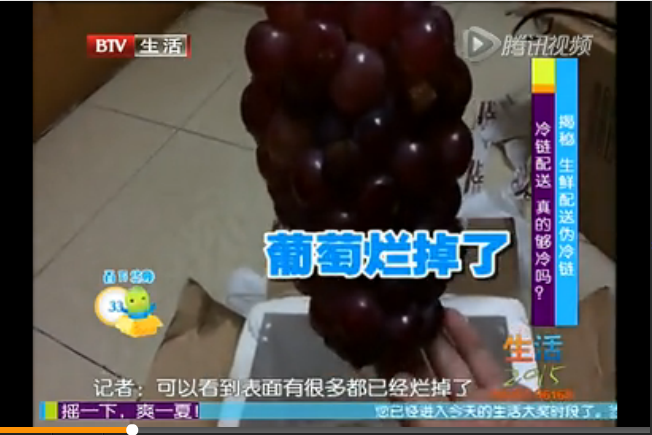 BTV 生活
腾讯视频
揭秘 生鲜配送伪冷链
冷链配送 真的够冷吗?
葡萄烂掉了
33
生活
2015
记者：可以看到表面有很多都已经烂掉了
摇一下，爽一夏!
您已经进入今天的生活大奖时段了。